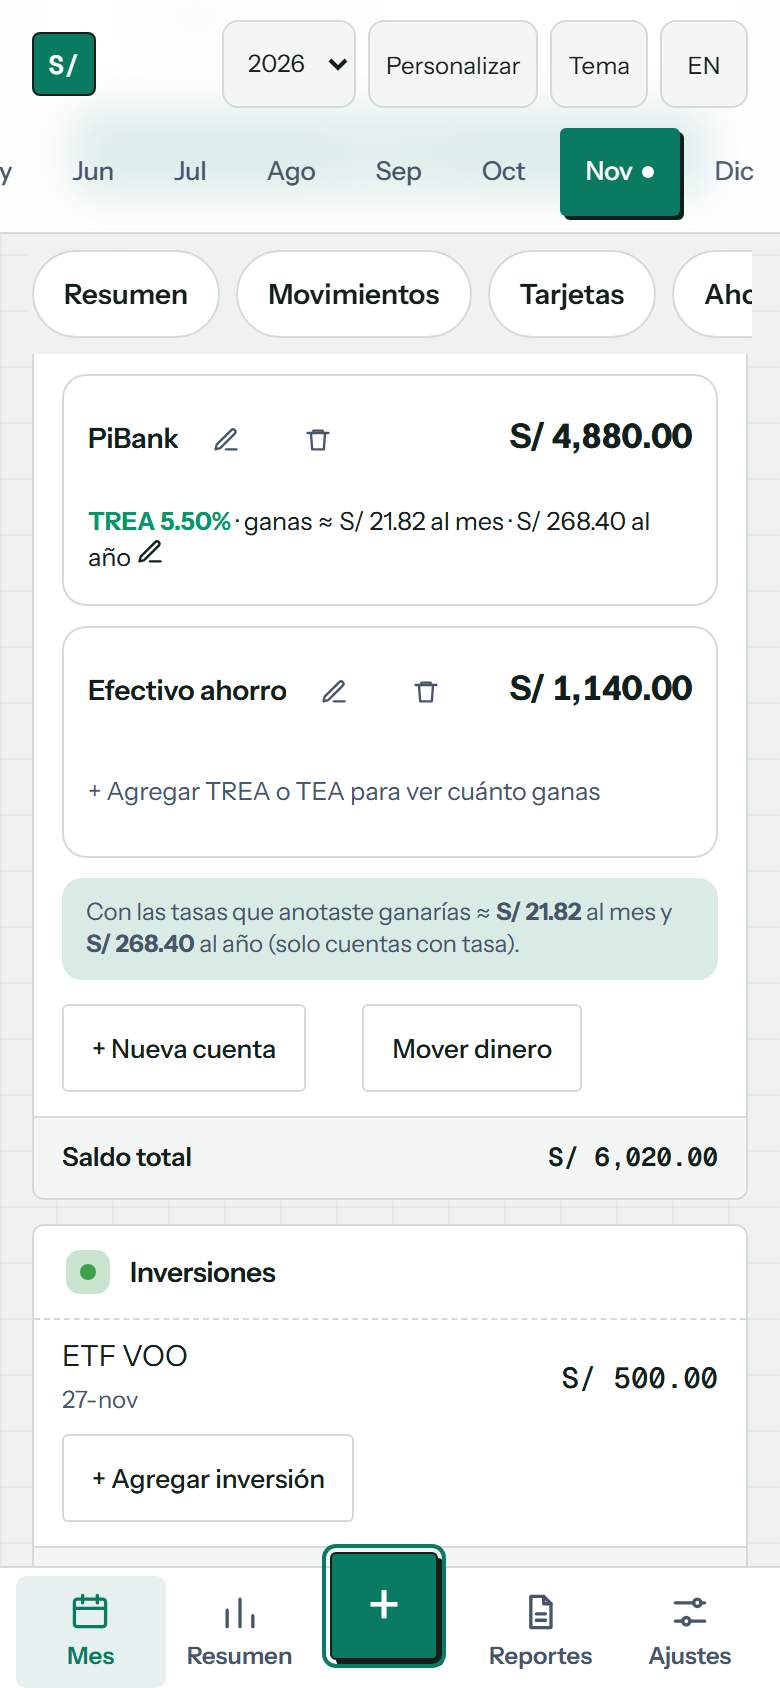 S/
2026
Personalizar
Tema
EN
y
Jun
Jul
Ago
Sep
Oct
Nov
Dic
Resumen
Movimientos
Tarjetas
Aho
PiBank
S/ 4,880.00
TREA 5.50% · ganas ≈ S/ 21.82 al mes · S/ 268.40 al
año
Efectivo ahorro
S/ 1,140.00
+ Agregar TREA o TEA para ver cuánto ganas
Con las tasas que anotaste ganarías ≈ S/ 21.82 al mes y
S/ 268.40 al año (solo cuentas con tasa).
+ Nueva cuenta
Mover dinero
Saldo total
S/ 6,020.00
Inversiones
ETF VOO
S/ 500.00
27-nov
+ Agregar inversión
Mes
Resumen
+
Reportes
Ajustes